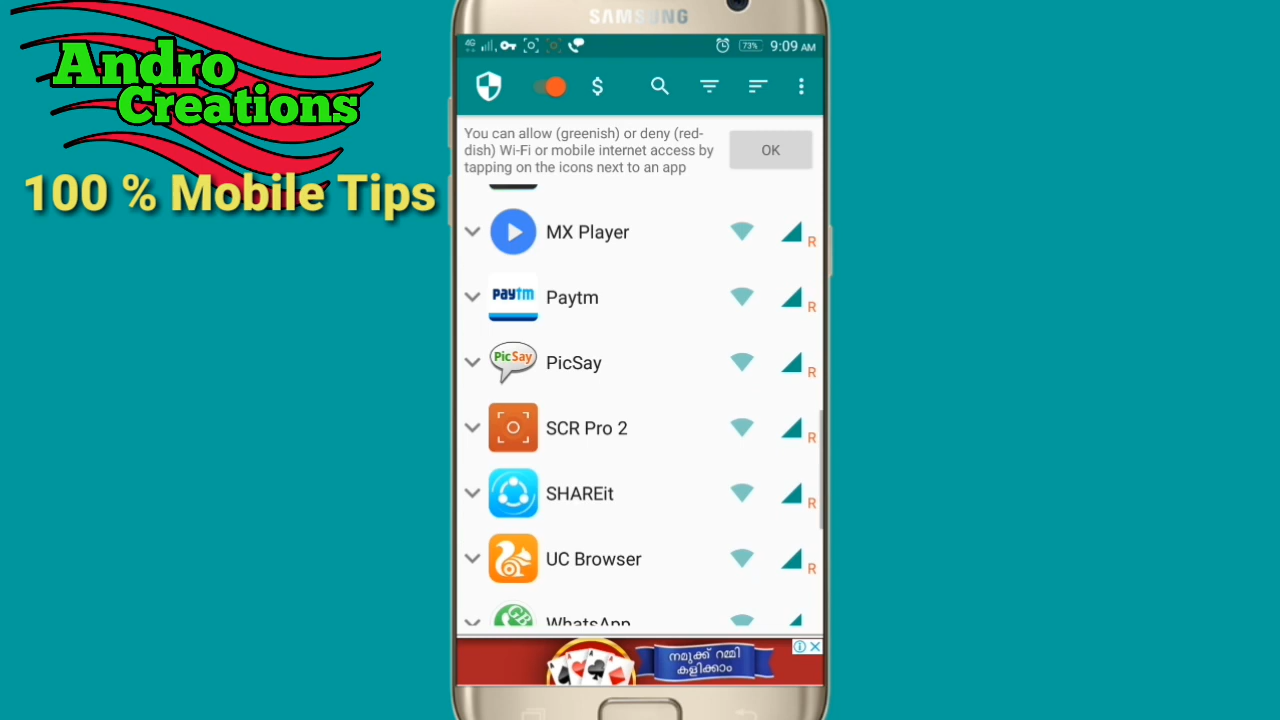 Andro
Creations
100 % Mobile Tips
SAMSUNG
4G
73%
9:09 AM
$
You can allow (greenish) or deny (red-
dish) Wi-Fi or mobile internet access by
tapping on the icons next to an app
OK
MX Player
R
Paytm
Paytm
R
PicSay
PicSay
R
SCR Pro 2
R
SHAREit
R
UC Browser
R
GB
WhatsApp
നമുക്ക് റമ്മി
കളിക്കാം